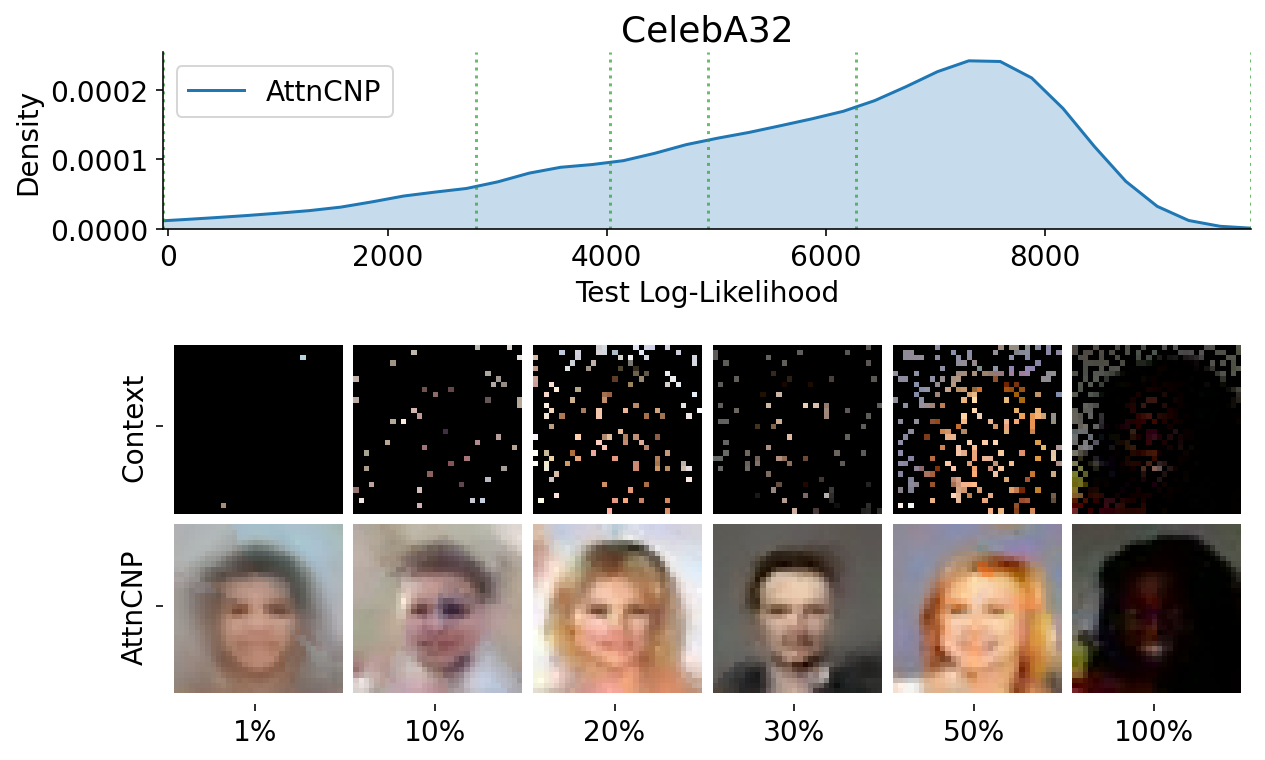 CelebA32
AttnCNP
Density
0.0002
0.0001
0.0000
0 2000 4000 6000 8000
Test Log-Likelihood
Context
AttnCNP
1% 10% 20% 30% 50% 100%